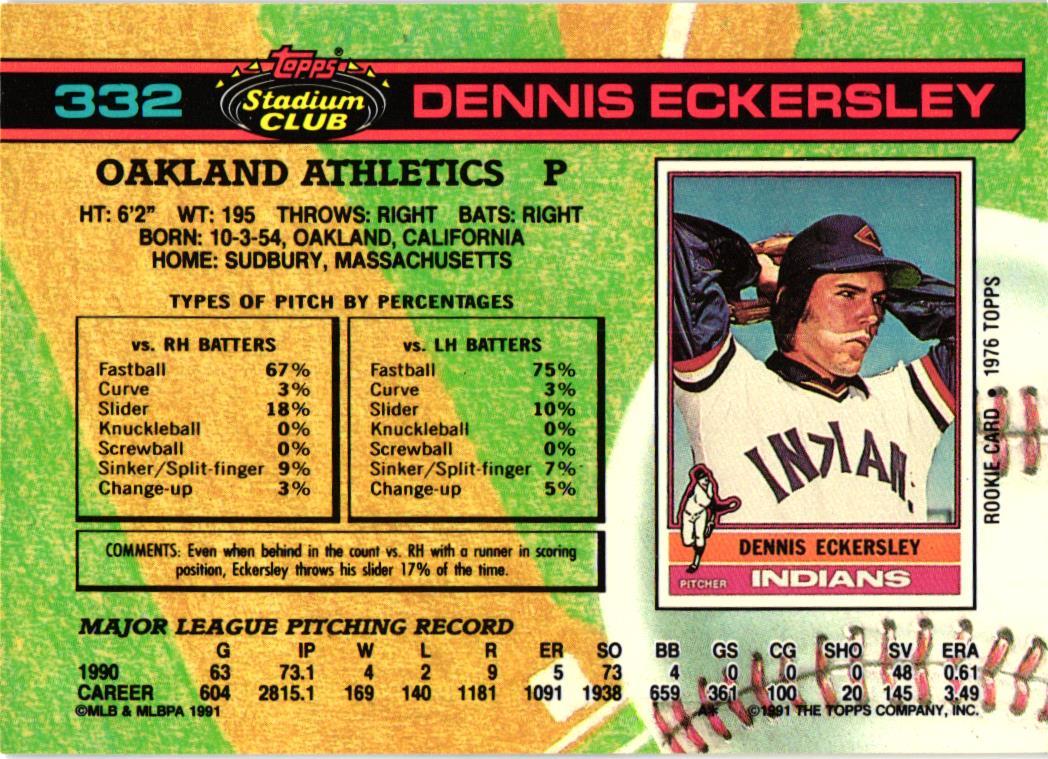 332 Topps® Stadium CLUB DENNIS ECKERSLEY
OAKLAND ATHLETICS P
HT: 6'2" WT: 195 THROWS: RIGHT BATS: RIGHT
BORN: 10-3-54, OAKLAND, CALIFORNIA
HOME: SUDBURY, MASSACHUSETTS
TYPES OF PITCH BY PERCENTAGES
vs. RH BATTERS
Fastball 67%
Curve 3%
Slider 18%
Knuckleball 0%
Screwball 0%
Sinker/Split-finger 9%
Change-up 3%
vs. LH BATTERS
Fastball 75%
Curve 3%
Slider 10%
Knuckleball 0%
Screwball 0%
Sinker/Split-finger 7%
Change-up 5%
COMMENTS: Even when behind in the count vs. RH with a runner in scoring
position, Eckersley throws his slider 17% of the time.
INDIAN
DENNIS ECKERSLEY
PITCHER INDIANS
ROOKIE CARD • 1976 TOPPS
MAJOR LEAGUE PITCHING RECORD
G IP W L R ER SO BB GS CG SHO SV ERA
1990 63 73.1 4 2 9 5 73 4 0 0 0 48 0.61
CAREER 604 2815.1 169 140 1181 1091 1938 659 361 100 20 145 3.49
©MLB & MLBPA 1991 A* ©1991 THE TOPPS COMPANY, INC.